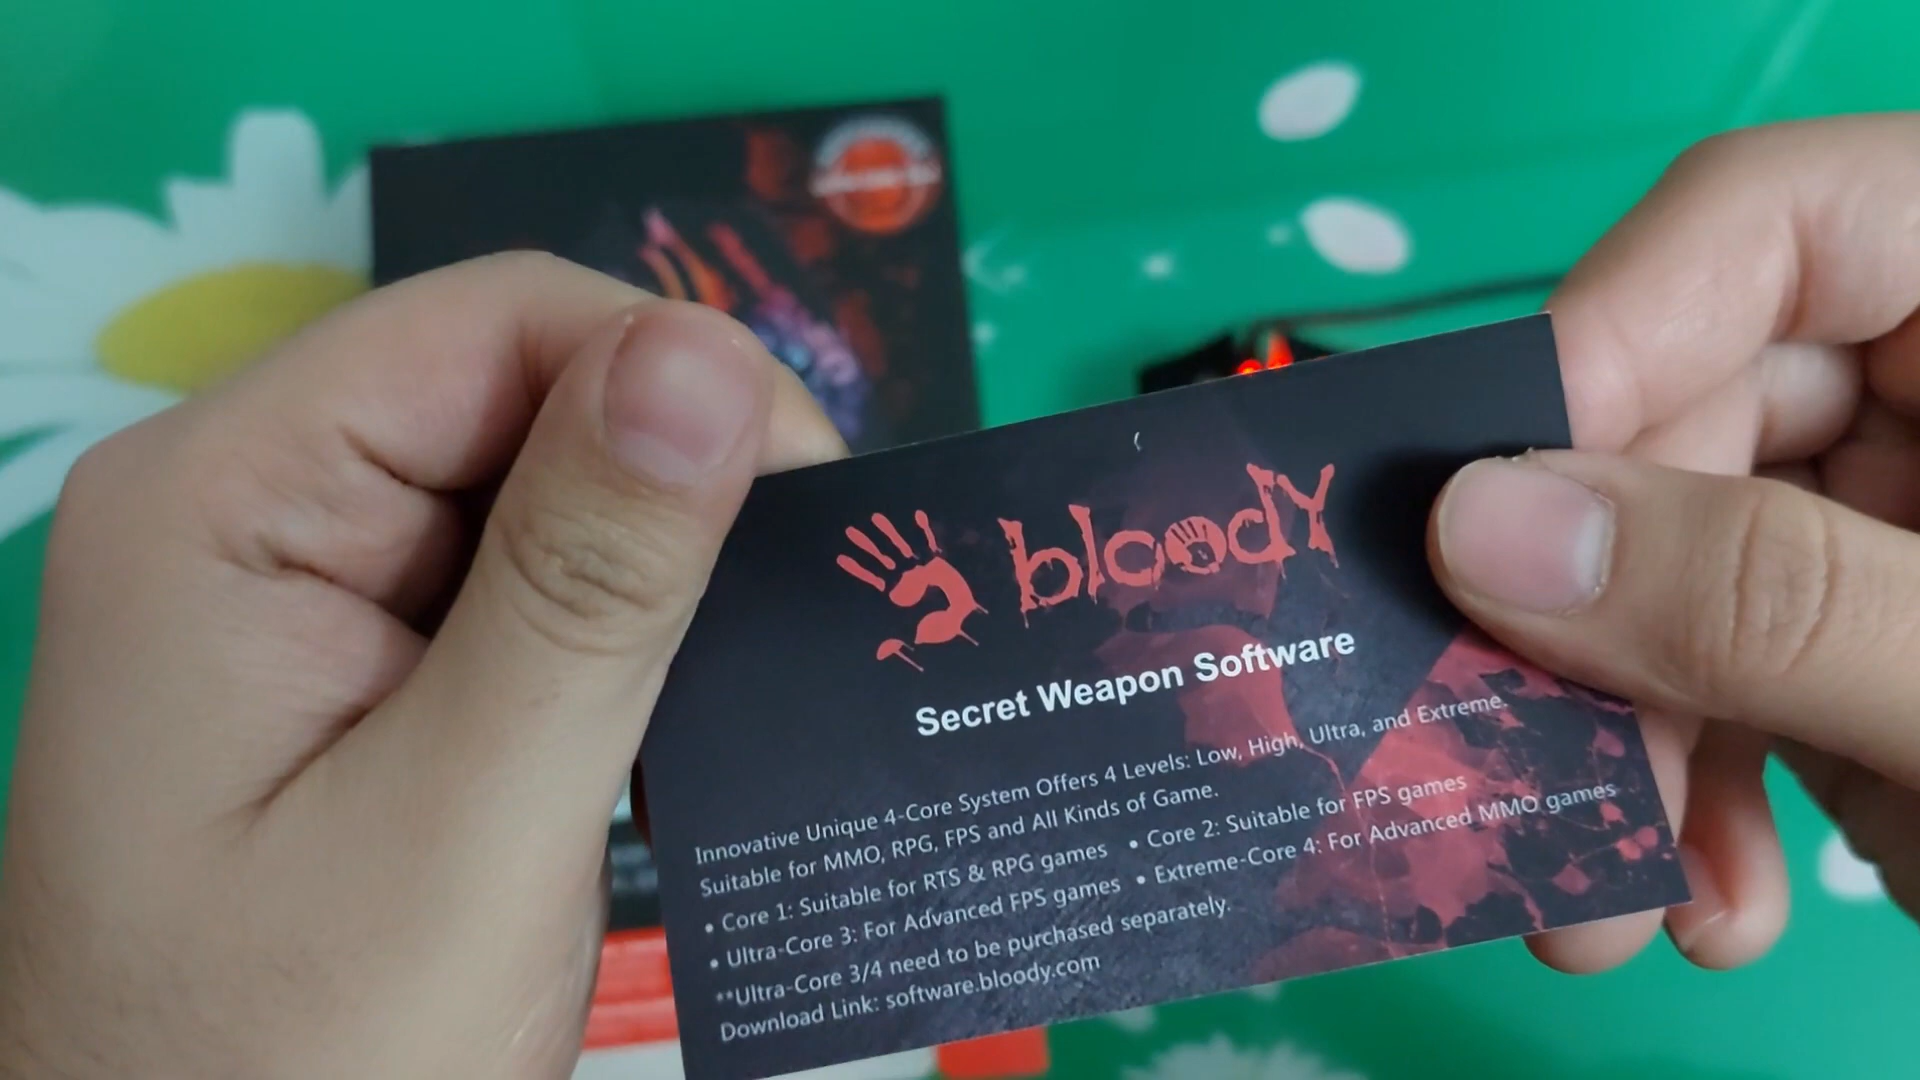 bloody
Secret Weapon Software
Innovative Unique 4-Core System Offers 4 Levels: Low, High, Ultra, and Extreme.
Suitable for MMO, RPG, FPS and All Kinds of Game.
• Core 1: Suitable for RTS & RPG games • Core 2: Suitable for FPS games
• Ultra-Core 3: For Advanced FPS games • Extreme-Core 4: For Advanced MMO games
**Ultra-Core 3/4 need to be purchased separately.
Download Link: software.bloody.com